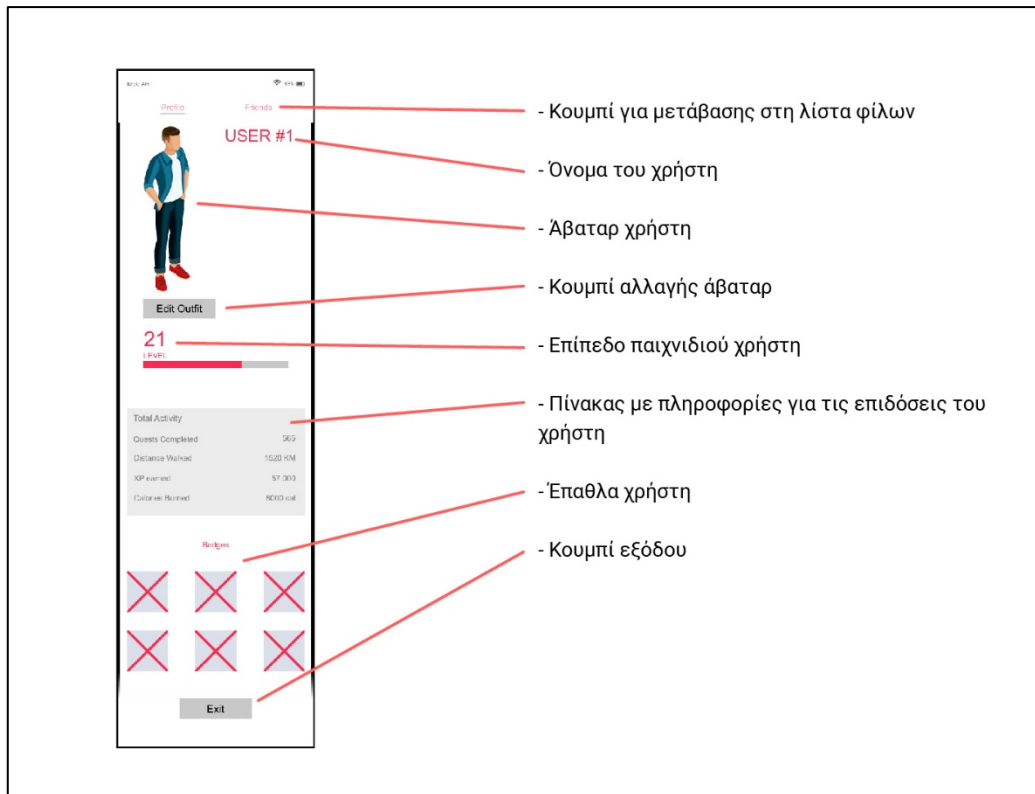 Profile Friends
USER #1
Edit Outfit
21
LEVEL
Total Activity
Quests Completed 565
Distance Walked 1520 KM
XP earned 57.000
Calories Burned 8000 cal
Badges
Exit
- Κουμπί για μετάβασης στη λίστα φίλων
- Όνομα του χρήστη
- Άβαταρ χρήστη
- Κουμπί αλλαγής άβαταρ
- Επίπεδο παιχνιδιού χρήστη
- Πίνακας με πληροφορίες για τις επιδόσεις του
χρήστη
- Έπαθλα χρήστη
- Κουμπί εξόδου